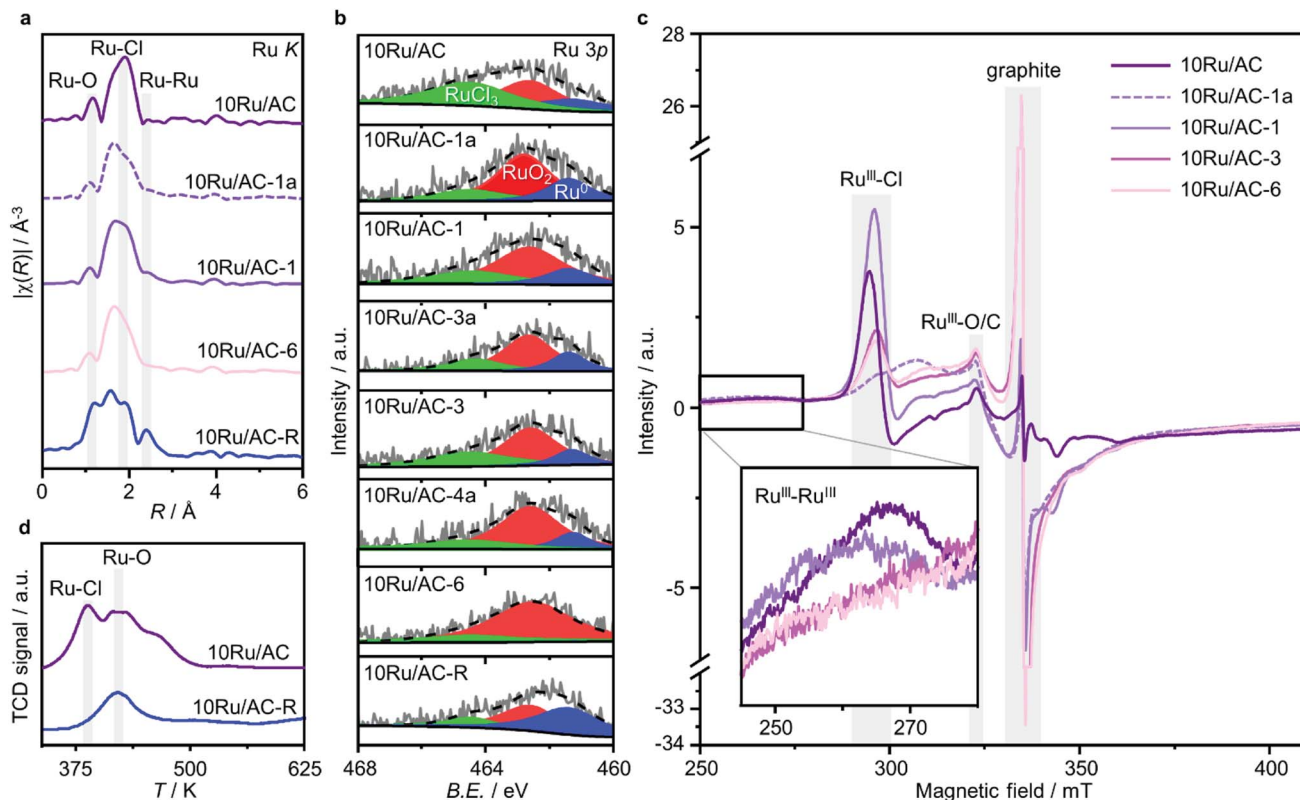 a
Ru K
Ru-Cl
Ru-O
Ru-Ru
10Ru/AC
10Ru/AC-1a
10Ru/AC-1
10Ru/AC-6
10Ru/AC-R
|χ(R)| / Å⁻³
0 2 4 6
R / Å
d
Ru-O
Ru-Cl
10Ru/AC
10Ru/AC-R
TCD signal / a.u.
375 500 625
T / K
b
10Ru/AC Ru 3p
RuCl₃
10Ru/AC-1a
RuO₂
Ru⁰
10Ru/AC-1
10Ru/AC-3a
10Ru/AC-3
10Ru/AC-4a
10Ru/AC-6
10Ru/AC-R
Intensity / a.u.
468 464 460
B.E. / eV
c
28
26
5
0
-5
-33
-34
Intensity / a.u.
graphite
Ruᴵᴵᴵ-Cl
Ruᴵᴵᴵ-O/C
10Ru/AC
10Ru/AC-1a
10Ru/AC-1
10Ru/AC-3
10Ru/AC-6
Ruᴵᴵᴵ-Ruᴵᴵᴵ
250 270
250 300 350 400
Magnetic field / mT